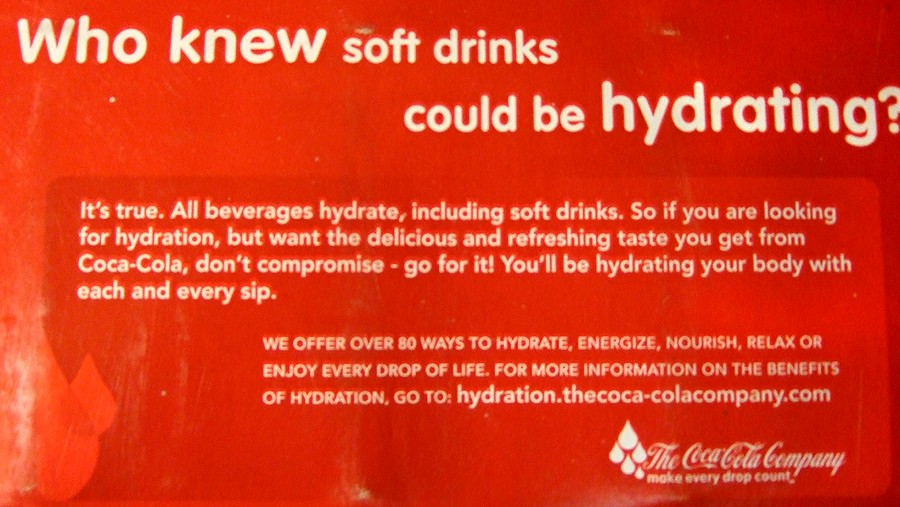 Who knew soft drinks
could be hydrating?
It's true. All beverages hydrate, including soft drinks. So if you are looking
for hydration, but want the delicious and refreshing taste you get from
Coca-Cola, don't compromise - go for it! You'll be hydrating your body with
each and every sip.
WE OFFER OVER 80 WAYS TO HYDRATE, ENERGIZE, NOURISH, RELAX OR
ENJOY EVERY DROP OF LIFE. FOR MORE INFORMATION ON THE BENEFITS
OF HYDRATION, GO TO: hydration.thecoca-colacompany.com
The Coca-Cola Company
make every drop count™